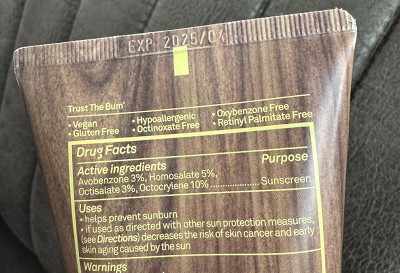 EXP. 2025/04
Trust The Bum®
• Vegan • Hypoallergenic • Oxybenzone Free
• Gluten Free • Octinoxate Free • Retinyl Palmitate Free
Drug Facts
Active ingredients Purpose
Avobenzone 3%, Homosalate 5%,
Octisalate 3%, Octocrylene 10% .................... Sunscreen
Uses
• helps prevent sunburn
• if used as directed with other sun protection measures,
(see Directions) decreases the risk of skin cancer and early
skin aging caused by the sun
Warnings